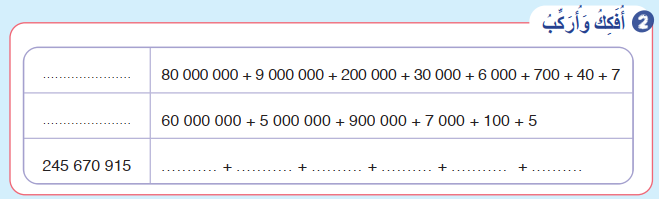 2 أُفَكِّكُ وَأُرَكِّبُ
..................... 80 000 000 + 9 000 000 + 200 000 + 30 000 + 6 000 + 700 + 40 + 7
..................... 60 000 000 + 5 000 000 + 900 000 + 7 000 + 100 + 5
245 670 915 ........... + ........... + .......... + .......... + ........... + ..........